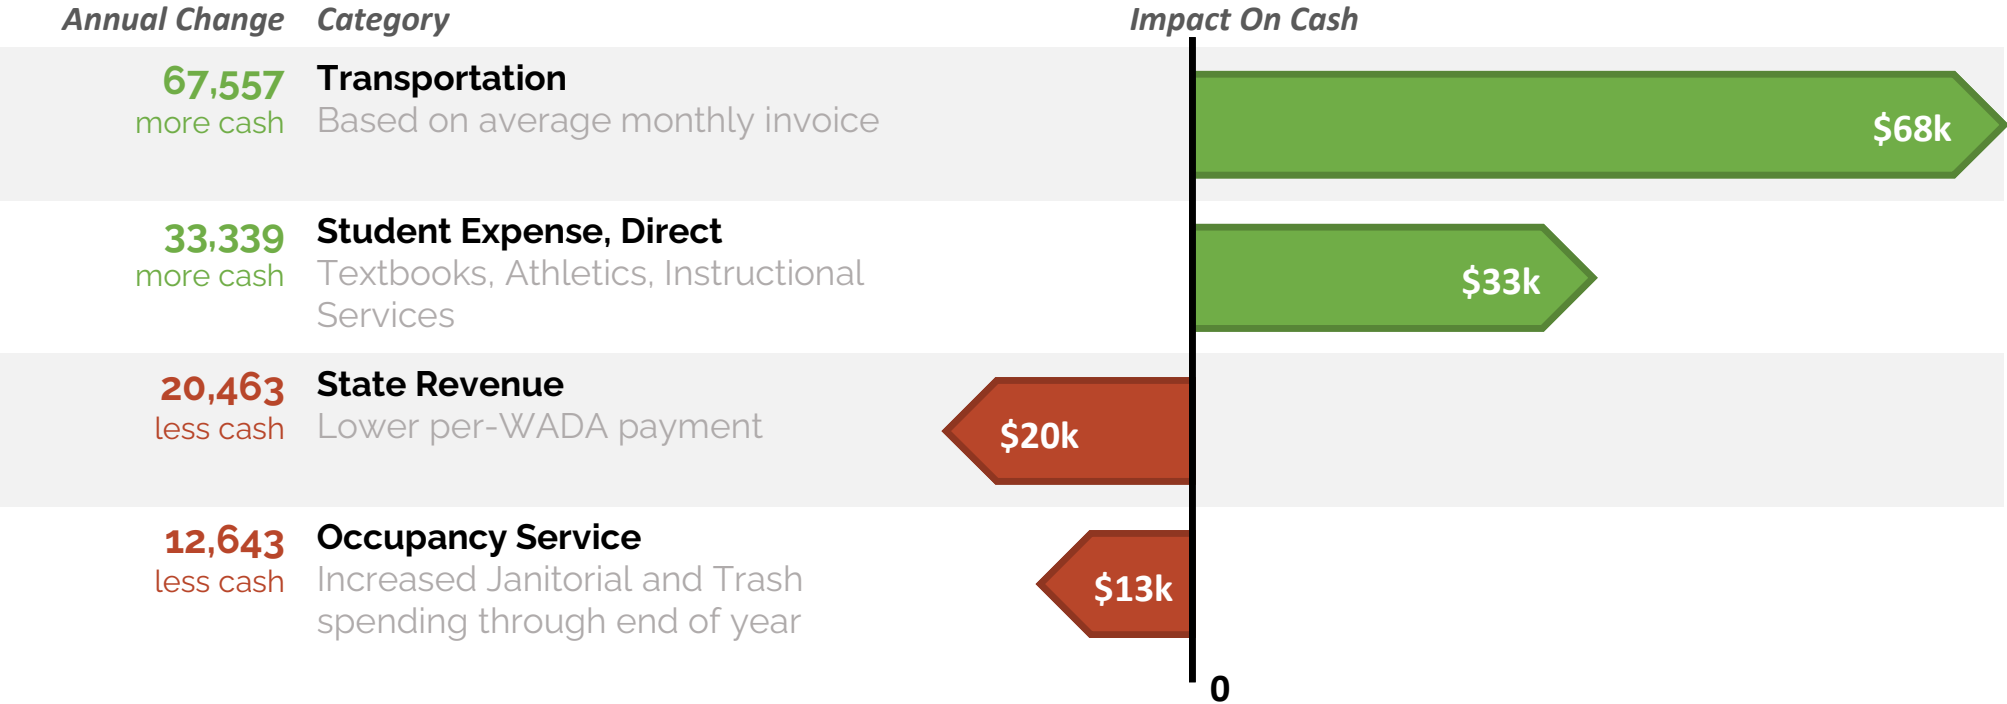 Annual Change Category Impact On Cash
67,557 Transportation
more cash Based on average monthly invoice
$68k
33,339 Student Expense, Direct
more cash Textbooks, Athletics, Instructional
Services
$33k
20,463 State Revenue
less cash Lower per-WADA payment
$20k
12,643 Occupancy Service
less cash Increased Janitorial and Trash
spending through end of year
$13k
0